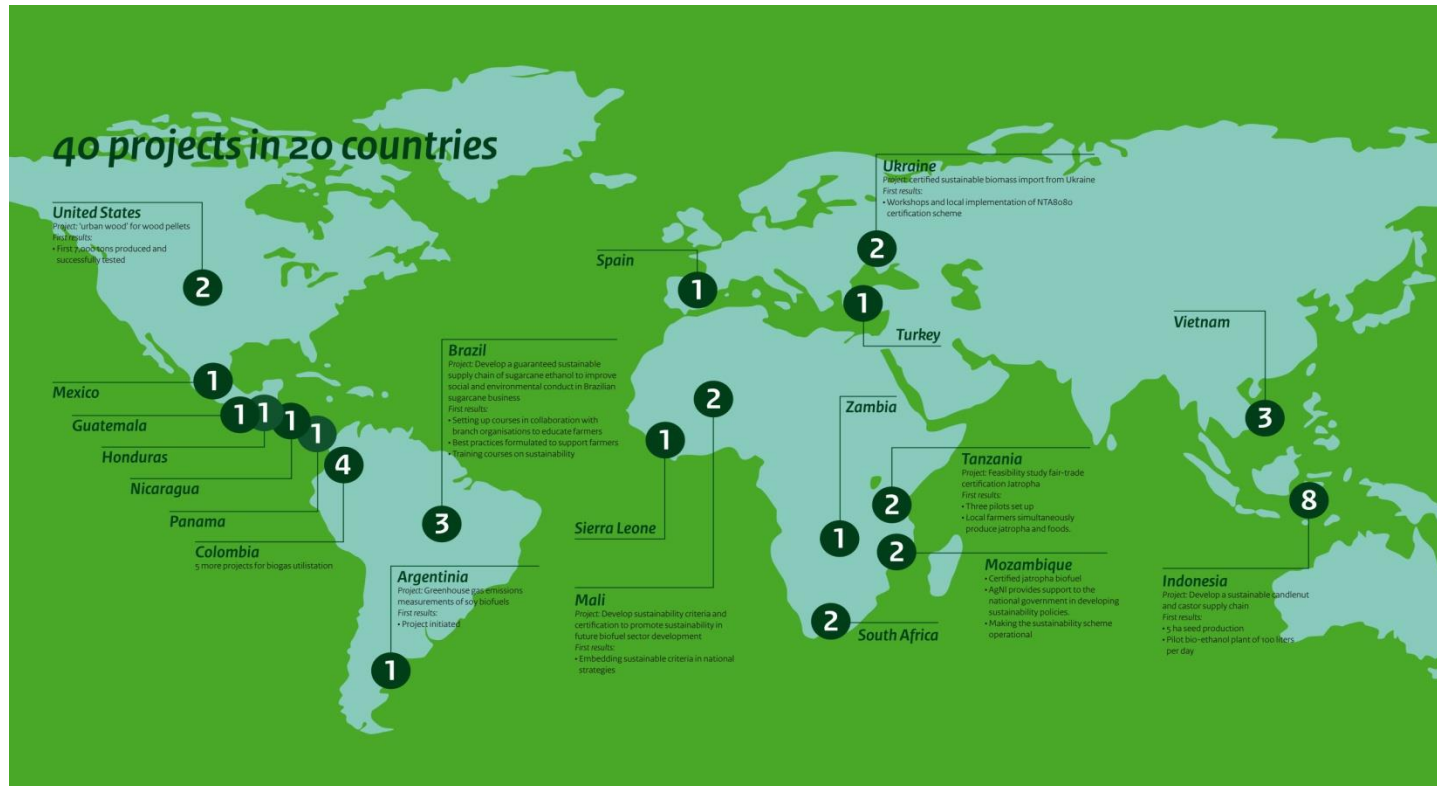 40 projects in 20 countries
United States
Project: 'urban wood' for wood pellets
First results:
• First 7,000 tons produced and
successfully tested
2
Mexico
1
Guatemala
1
Honduras
1
Nicaragua
1
Panama
1
Colombia
5 more projects for biogas utilistation
4
Brazil
Project: Develop a guaranteed sustainable
supply chain of sugarcane ethanol to improve
social and environmental conduct in Brazilian
sugarcane business
First results:
• Setting up courses in collaboration with
branch organisations to educate farmers
• Best practices formulated to support farmers
• Training courses on sustainability
3
Argentinia
Project: Greenhouse gas emissions
measurements of soy biofuels
First results:
• Project initiated
1
Spain
1
Ukraine
Project: certified sustainable biomass import from Ukraine
First results:
• Workshops and local implementation of NTA8080
certification scheme
2
Turkey
1
Sierra Leone
1
Mali
Project: Develop sustainability criteria and
certification to promote sustainability in
future biofuel sector development
First results:
• Embedding sustainable criteria in national
strategies
2
Zambia
1
Tanzania
Project: Feasibility study fair-trade
certification Jatropha
First results:
• Three pilots set up
• Local farmers simultaneously
produce jatropha and foods.
2
Mozambique
• Certified jatropha biofuel
• AgNl provides support to the
national government in developing
sustainability policies.
• Making the sustainability scheme
operational
2
South Africa
2
Vietnam
3
Indonesia
Project: Develop a sustainable candlenut
and castor supply chain
First results:
• 5 ha seed production
• Pilot bio-ethanol plant of 100 liters
per day
8